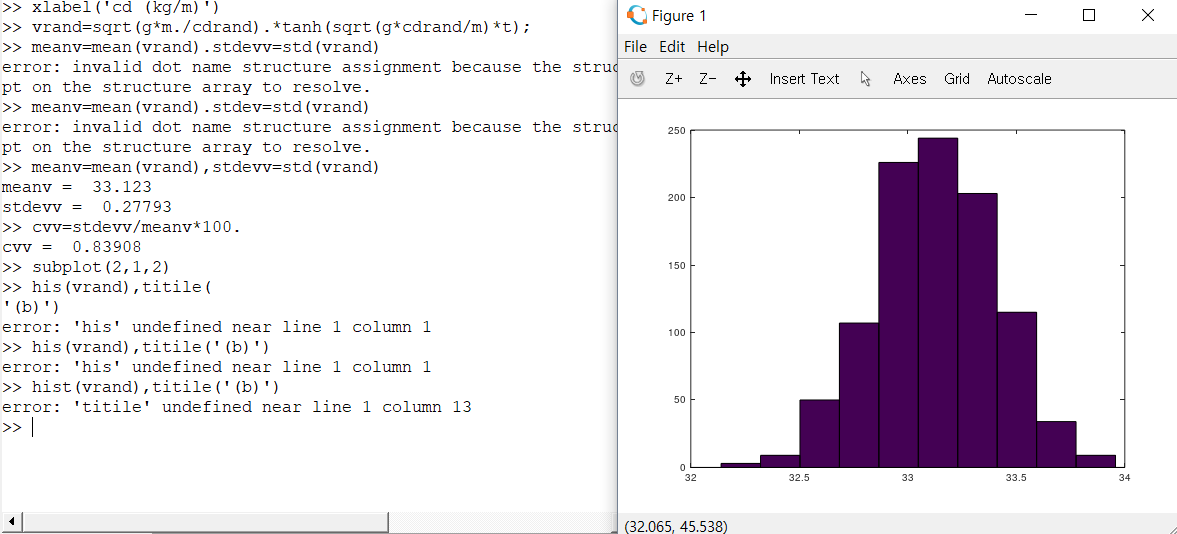 >> xlabel('cd (kg/m)')
>> vrand=sqrt(g*m./cdrand).*tanh(sqrt(g*cdrand/m)*t);
>> meanv=mean(vrand).stdevv=std(vrand)
error: invalid dot name structure assignment because the struc
pt on the structure array to resolve.
>> meanv=mean(vrand).stdev=std(vrand)
error: invalid dot name structure assignment because the struc
pt on the structure array to resolve.
>> meanv=mean(vrand),stdevv=std(vrand)
meanv =  33.123
stdevv =  0.27793
>> cvv=stdevv/meanv*100.
cvv =  0.83908
>> subplot(2,1,2)
>> his(vrand),titile(
'(b)')
error: 'his' undefined near line 1 column 1
>> his(vrand),titile('(b)')
error: 'his' undefined near line 1 column 1
>> hist(vrand),titile('(b)')
error: 'titile' undefined near line 1 column 13
>>
Figure 1
File Edit Help
Z+ Z− Insert Text Axes Grid Autoscale
250
200
150
100
50
0
32 32.5 33 33.5 34
(32.065, 45.538)